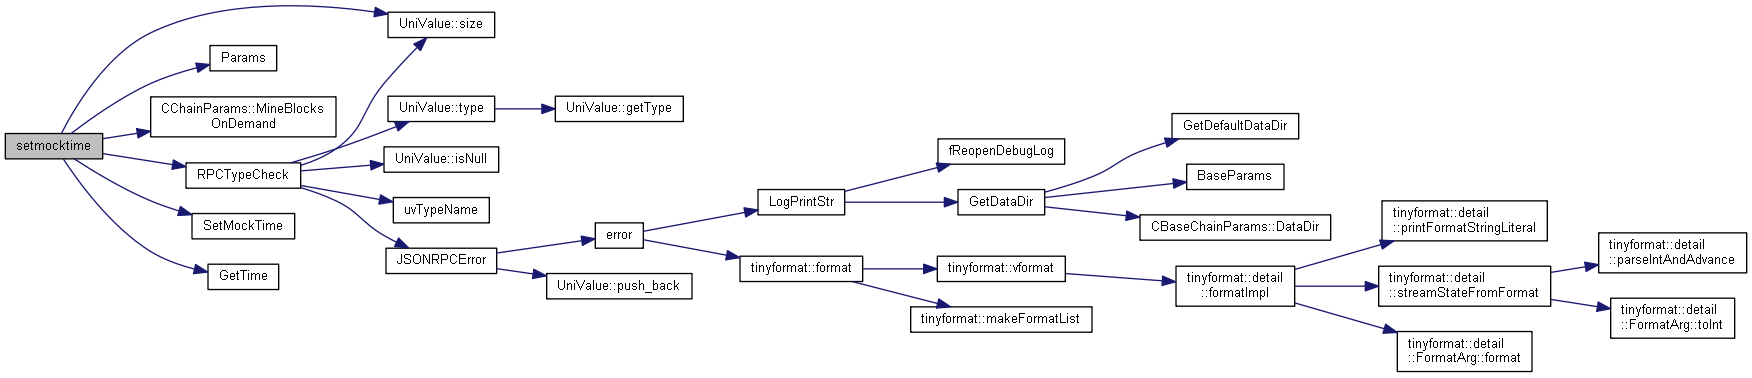 setmocktime
UniValue::size
Params
CChainParams::MineBlocks
OnDemand
RPCTypeCheck
SetMockTime
GetTime
UniValue::type
UniValue::getType
UniValue::isNull
uvTypeName
JSONRPCError
error
UniValue::push_back
LogPrintStr
tinyformat::format
fReopenDebugLog
GetDataDir
tinyformat::vformat
tinyformat::makeFormatList
GetDefaultDataDir
BaseParams
CBaseChainParams::DataDir
tinyformat::detail
::formatImpl
tinyformat::detail
::printFormatStringLiteral
tinyformat::detail
::streamStateFromFormat
tinyformat::detail
::FormatArg::format
tinyformat::detail
::parseIntAndAdvance
tinyformat::detail
::FormatArg::toInt